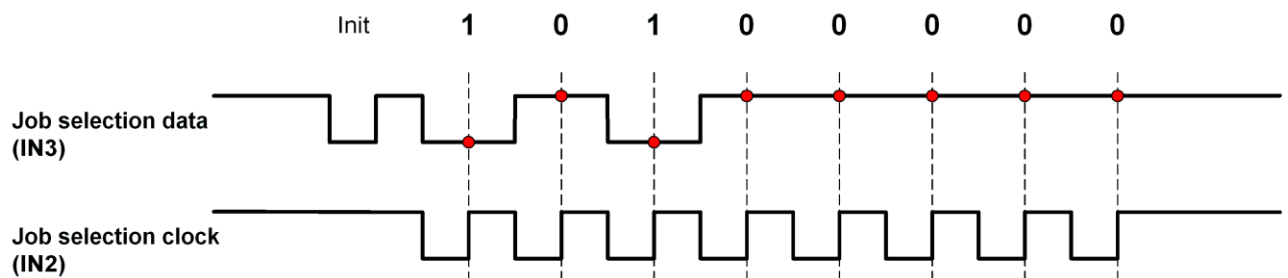 Init 1 0 1 0 0 0 0 0
Job selection data
(IN3)
Job selection clock
(IN2)